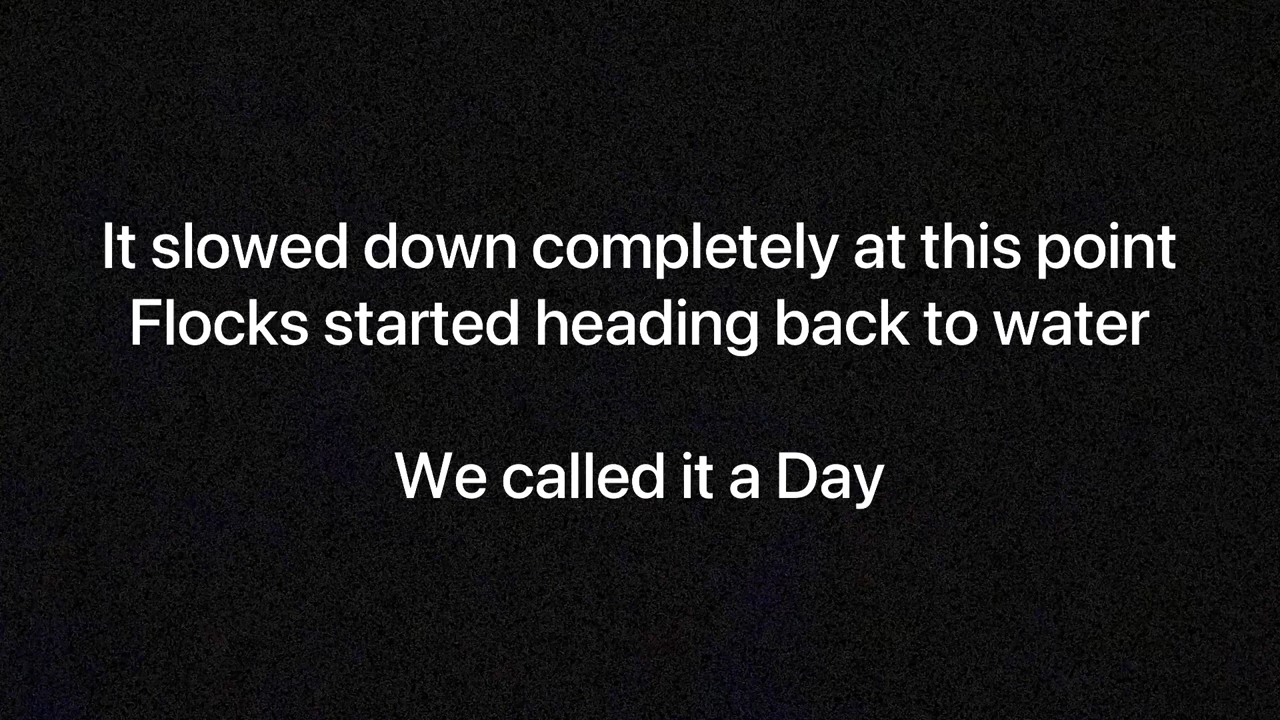 It slowed down completely at this point
Flocks started heading back to water
We called it a Day